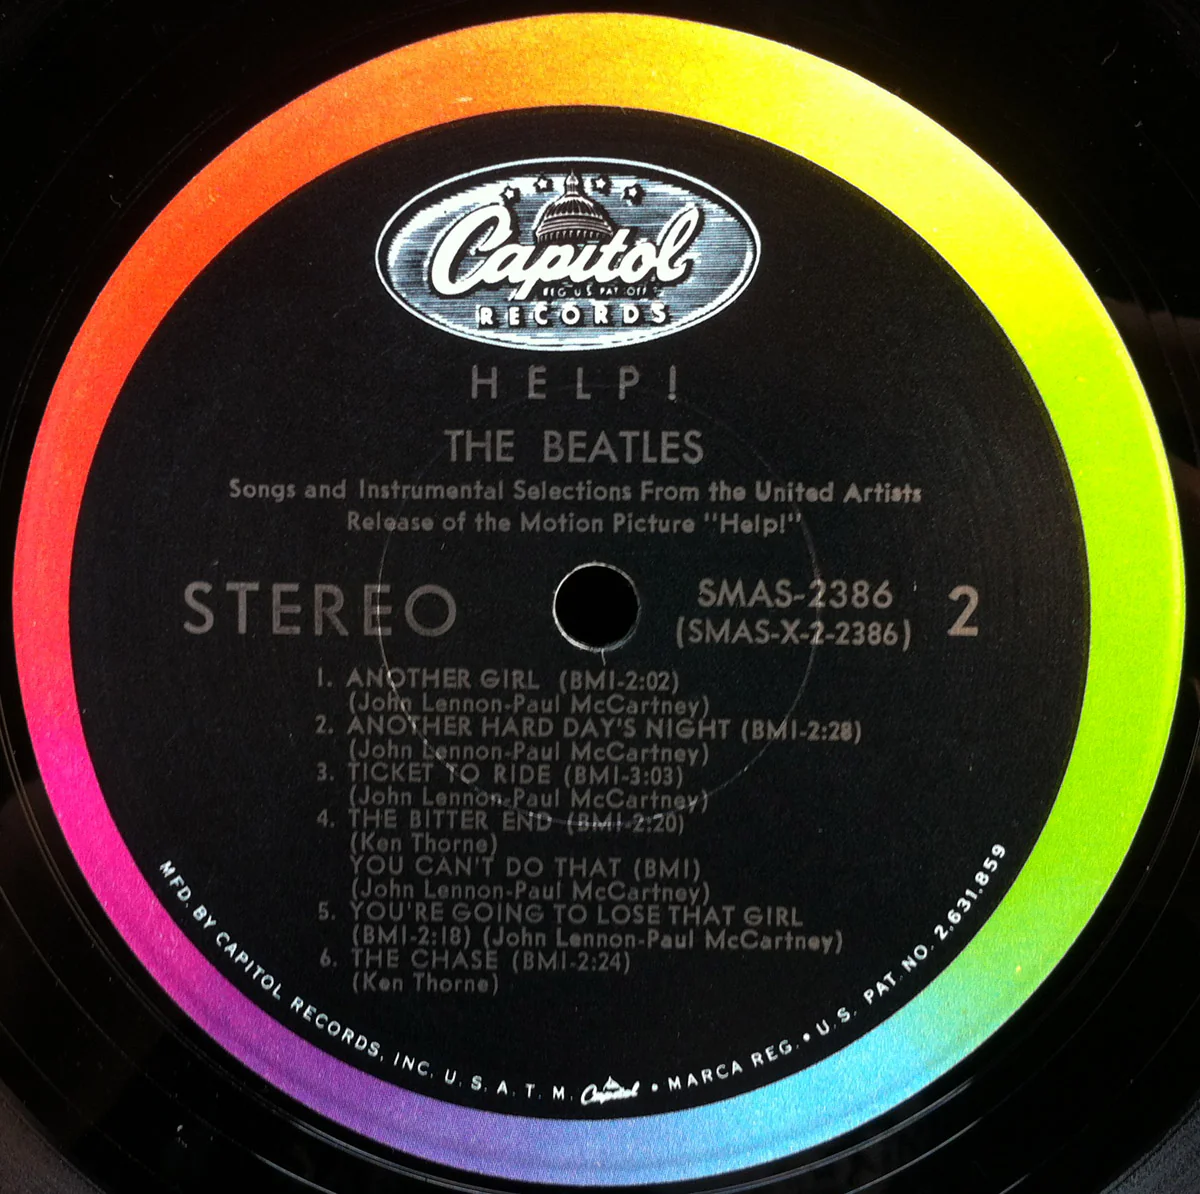 Capitol
REG. U.S. PAT. OFF.
RECORDS
HELP!
THE BEATLES
Songs and Instrumental Selections From the United Artists
Release of the Motion Picture "Help!"
STEREO
SMAS-2386
(SMAS-X-2-2386)
2
1. ANOTHER GIRL (BMI-2:02)
(John Lennon-Paul McCartney)
2. ANOTHER HARD DAY'S NIGHT (BMI-2:28)
(John Lennon-Paul McCartney)
3. TICKET TO RIDE (BMI-3:03)
(John Lennon-Paul McCartney)
4. THE BITTER END (BMI-2:20)
(Ken Thorne)
YOU CAN'T DO THAT (BMI)
(John Lennon-Paul McCartney)
5. YOU'RE GOING TO LOSE THAT GIRL
(BMI-2:18) (John Lennon-Paul McCartney)
6. THE CHASE (BMI-2:24)
(Ken Thorne)
MFD. BY CAPITOL RECORDS, INC. U.S.A. T.M. Capitol • MARCA REG. • U.S. PAT. NO. 2,631,859